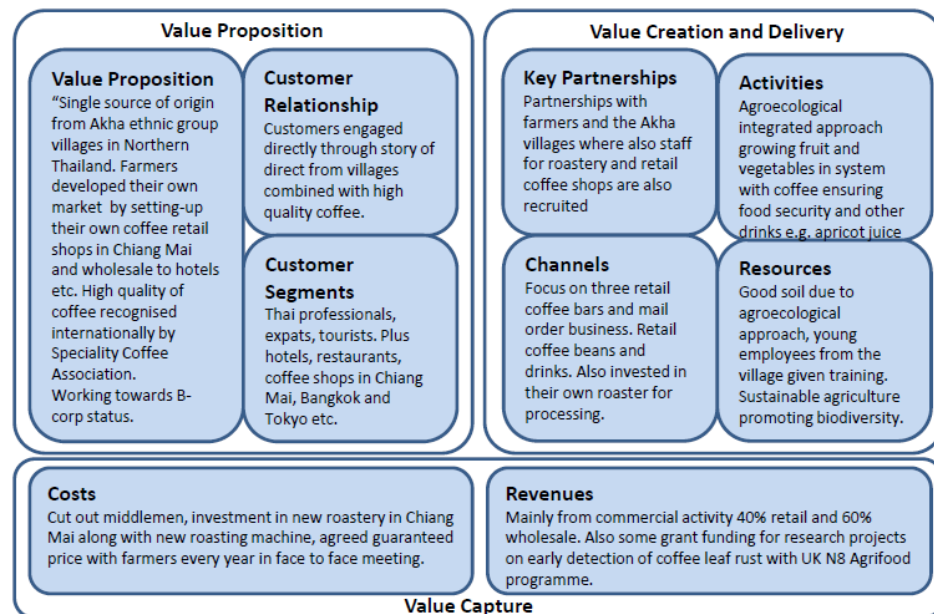 Value Proposition
Value Proposition
“Single source of origin
from Akha ethnic group
villages in Northern
Thailand. Farmers
developed their own
market by setting-up
their own coffee retail
shops in Chiang Mai
and wholesale to hotels
etc. High quality of
coffee recognised
internationally by
Speciality Coffee
Association.
Working towards B-
corp status.
Customer
Relationship
Customers engaged
directly through story of
direct from villages
combined with high
quality coffee.
Customer
Segments
Thai professionals,
expats, tourists. Plus
hotels, restaurants,
coffee shops in Chiang
Mai, Bangkok and
Tokyo etc.
Value Creation and Delivery
Key Partnerships
Partnerships with
farmers and the Akha
villages where also staff
for roastery and retail
coffee shops are also
recruited
Activities
Agroecological
integrated approach
growing fruit and
vegetables in system
with coffee ensuring
food security and other
drinks e.g. apricot juice
Channels
Focus on three retail
coffee bars and mail
order business. Retail
coffee beans and
drinks. Also invested in
their own roaster for
processing.
Resources
Good soil due to
agroecological
approach, young
employees from the
village given training.
Sustainable agriculture
promoting biodiversity.
Costs
Cut out middlemen, investment in new roastery in Chiang
Mai along with new roasting machine, agreed guaranteed
price with farmers every year in face to face meeting.
Revenues
Mainly from commercial activity 40% retail and 60%
wholesale. Also some grant funding for research projects
on early detection of coffee leaf rust with UK N8 Agrifood
programme.
Value Capture